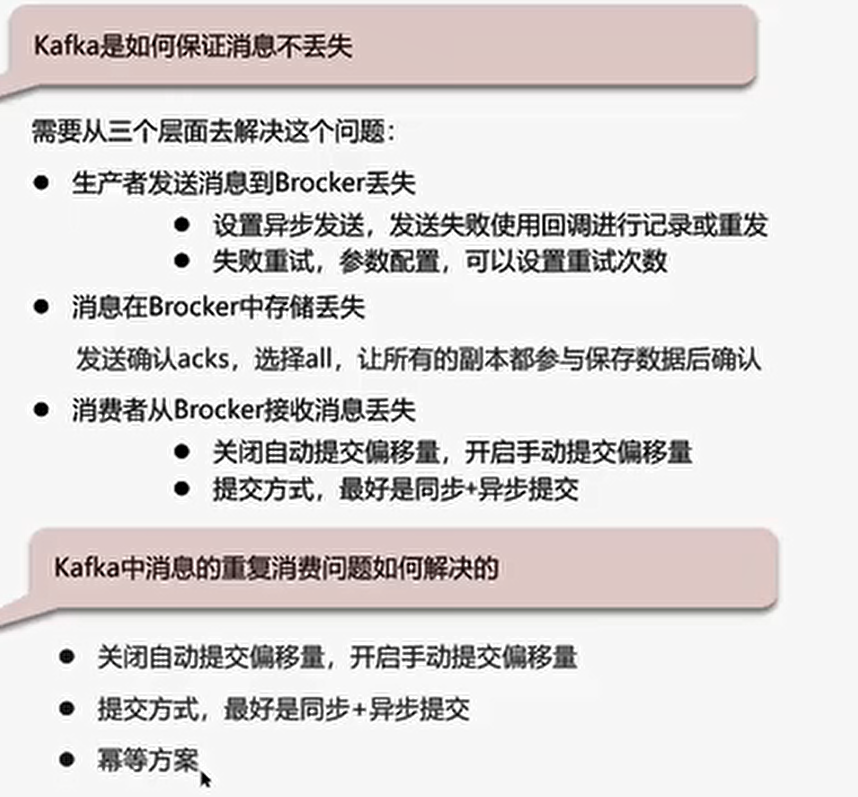 Kafka是如何保证消息不丢失
需要从三个层面去解决这个问题：
● 生产者发送消息到Brocker丢失
● 设置异步发送，发送失败使用回调进行记录或重发
● 失败重试，参数配置，可以设置重试次数
● 消息在Brocker中存储丢失
发送确认acks，选择all，让所有的副本都参与保存数据后确认
● 消费者从Brocker接收消息丢失
● 关闭自动提交偏移量，开启手动提交偏移量
● 提交方式，最好是同步+异步提交
Kafka中消息的重复消费问题如何解决的
● 关闭自动提交偏移量，开启手动提交偏移量
● 提交方式，最好是同步+异步提交
● 幂等方案